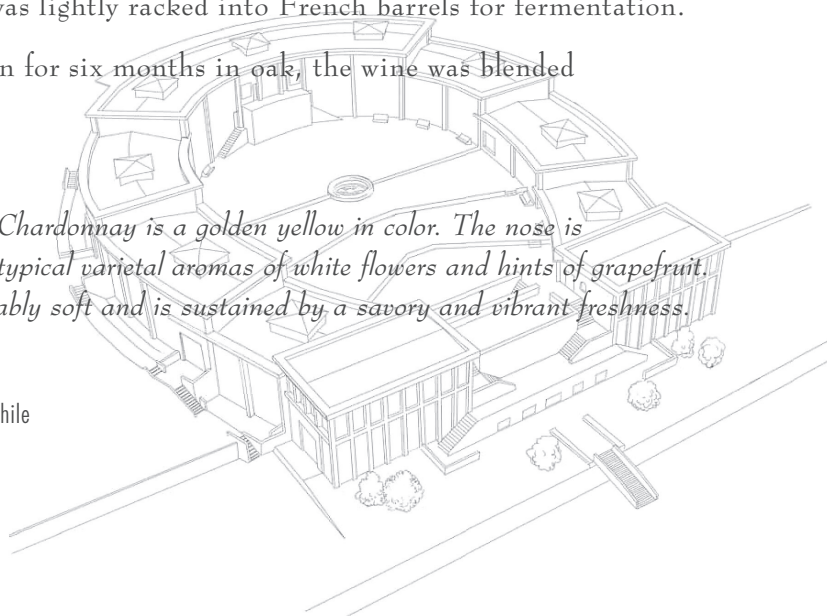 was lightly racked into French barrels for fermentation.
n for six months in oak, the wine was blended
Chardonnay is a golden yellow in color. The nose is
typical varietal aromas of white flowers and hints of grapefruit.
ably soft and is sustained by a savory and vibrant freshness.
hile